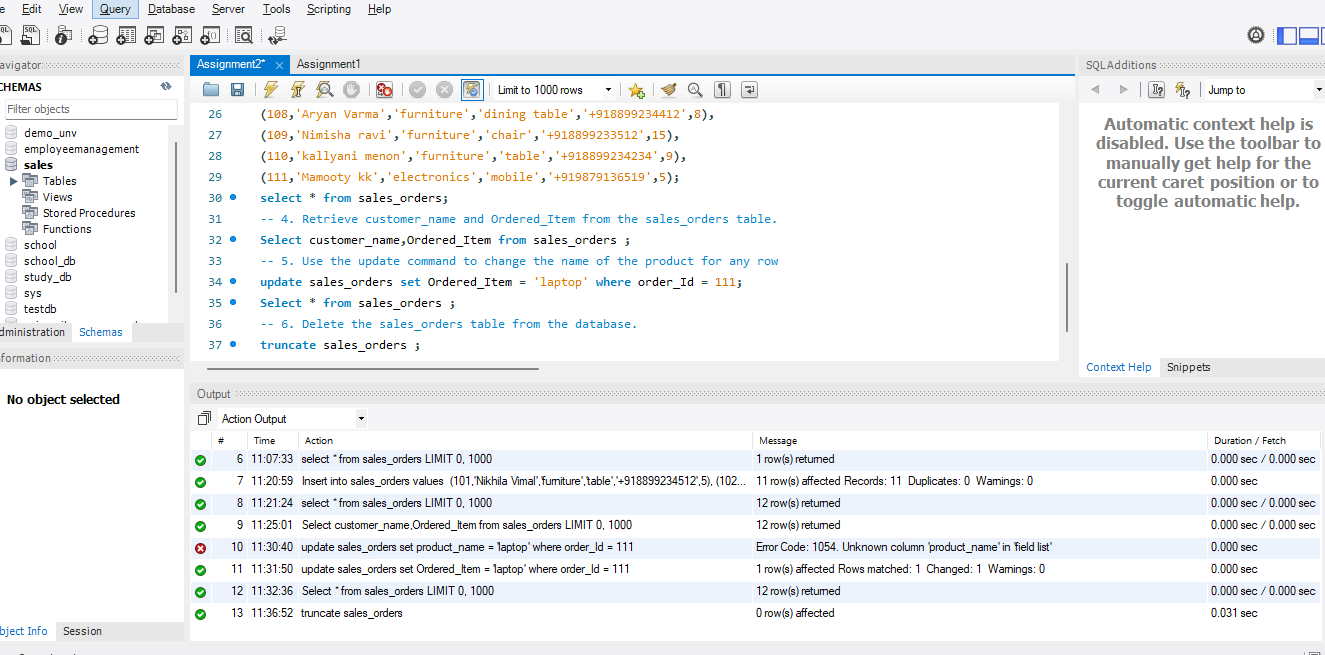 Edit View Query Database Server Tools Scripting Help
avigator
CHEMAS
Filter objects
demo_unv
employeemanagement
sales
Tables
Views
Stored Procedures
Functions
school
school_db
study_db
sys
testdb
dministration Schemas
nformation
No object selected
bject Info Session
Assignment2* × Assignment1
Limit to 1000 rows
26 (108,'Aryan Varma','furniture','dining table','+918899234412',8),
27 (109,'Nimisha ravi','furniture','chair','+918899233512',15),
28 (110,'kallyani menon','furniture','table','+918899234234',9),
29 (111,'Mamooty kk','electronics','mobile','+919879136519',5);
30 select * from sales_orders;
31 -- 4. Retrieve customer_name and Ordered_Item from the sales_orders table.
32 Select customer_name,Ordered_Item from sales_orders ;
33 -- 5. Use the update command to change the name of the product for any row
34 update sales_orders set Ordered_Item = 'laptop' where order_Id = 111;
35 Select * from sales_orders ;
36 -- 6. Delete the sales_orders table from the database.
37 truncate sales_orders ;
SQLAdditions
Jump to
Automatic context help is
disabled. Use the toolbar to
manually get help for the
current caret position or to
toggle automatic help.
Context Help Snippets
Output
Action Output
# Time Action Message Duration / Fetch
6 11:07:33 select * from sales_orders LIMIT 0, 1000 1 row(s) returned 0.000 sec / 0.000 sec
7 11:20:59 Insert into sales_orders values (101,'Nikhila Vimal','furniture','table','+918899234512',5), (102... 11 row(s) affected Records: 11 Duplicates: 0 Warnings: 0 0.000 sec
8 11:21:24 select * from sales_orders LIMIT 0, 1000 12 row(s) returned 0.000 sec / 0.000 sec
9 11:25:01 Select customer_name,Ordered_Item from sales_orders LIMIT 0, 1000 12 row(s) returned 0.000 sec / 0.000 sec
10 11:30:40 update sales_orders set product_name = 'laptop' where order_Id = 111 Error Code: 1054. Unknown column 'product_name' in 'field list' 0.000 sec
11 11:31:50 update sales_orders set Ordered_Item = 'laptop' where order_Id = 111 1 row(s) affected Rows matched: 1 Changed: 1 Warnings: 0 0.000 sec
12 11:32:36 Select * from sales_orders LIMIT 0, 1000 12 row(s) returned 0.000 sec / 0.000 sec
13 11:36:52 truncate sales_orders 0 row(s) affected 0.031 sec